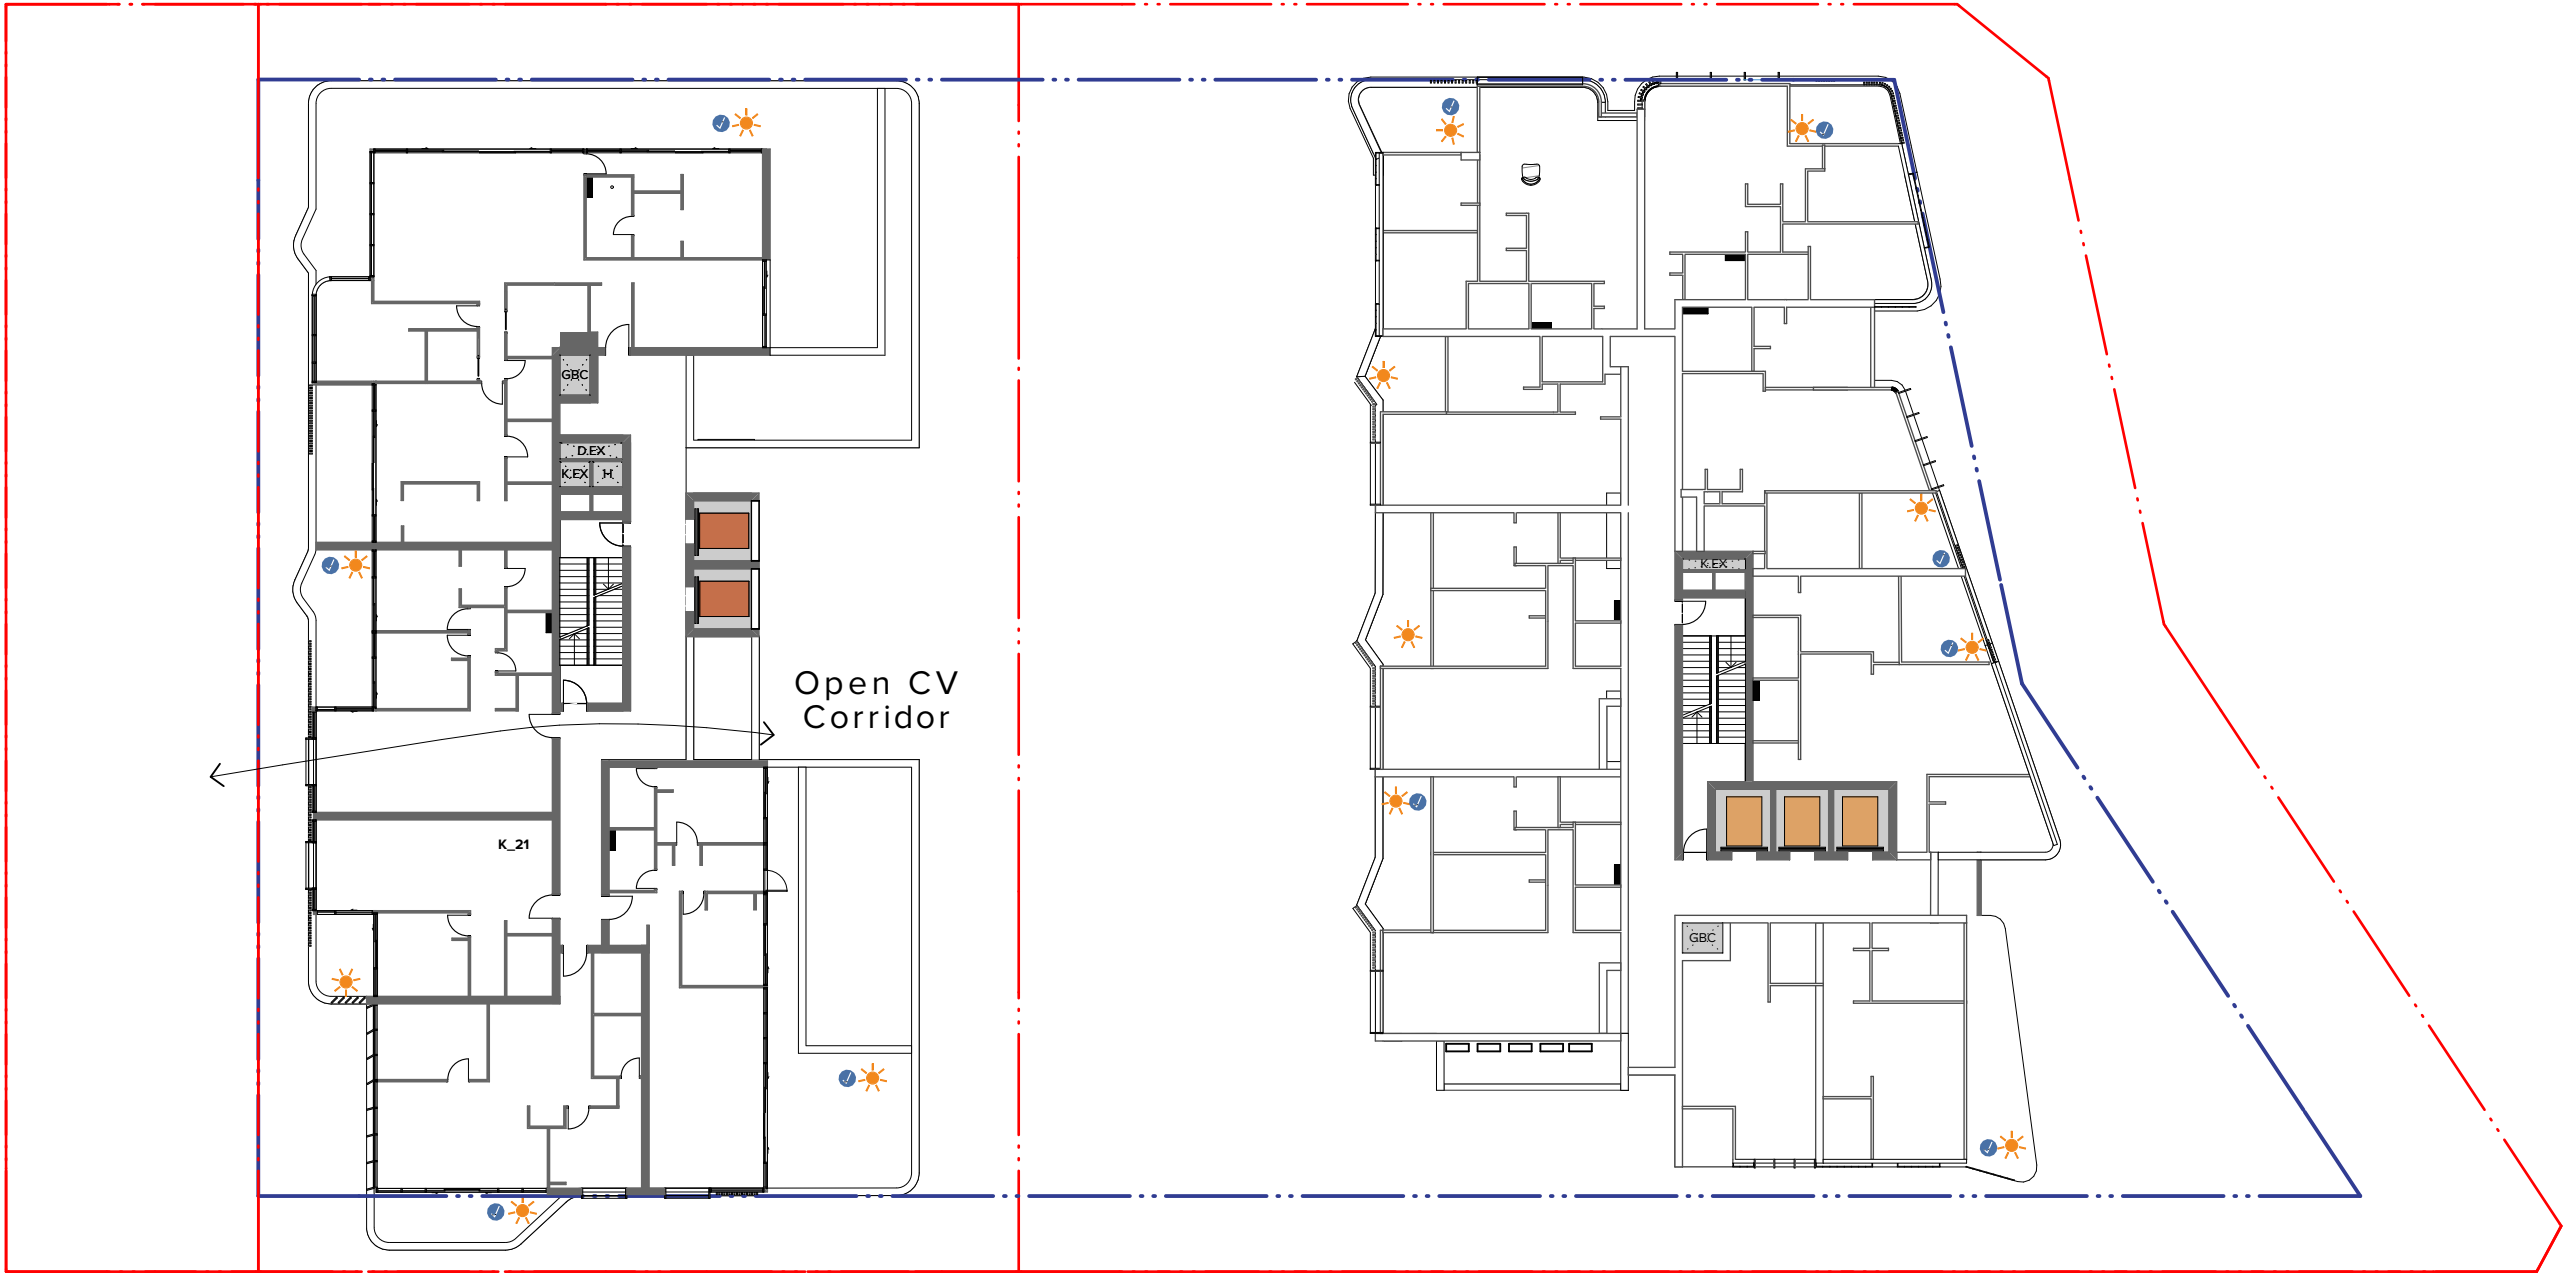 GBC
D.EX
K.EX H
K.EX
Open CV
Corridor
K_21
GBC